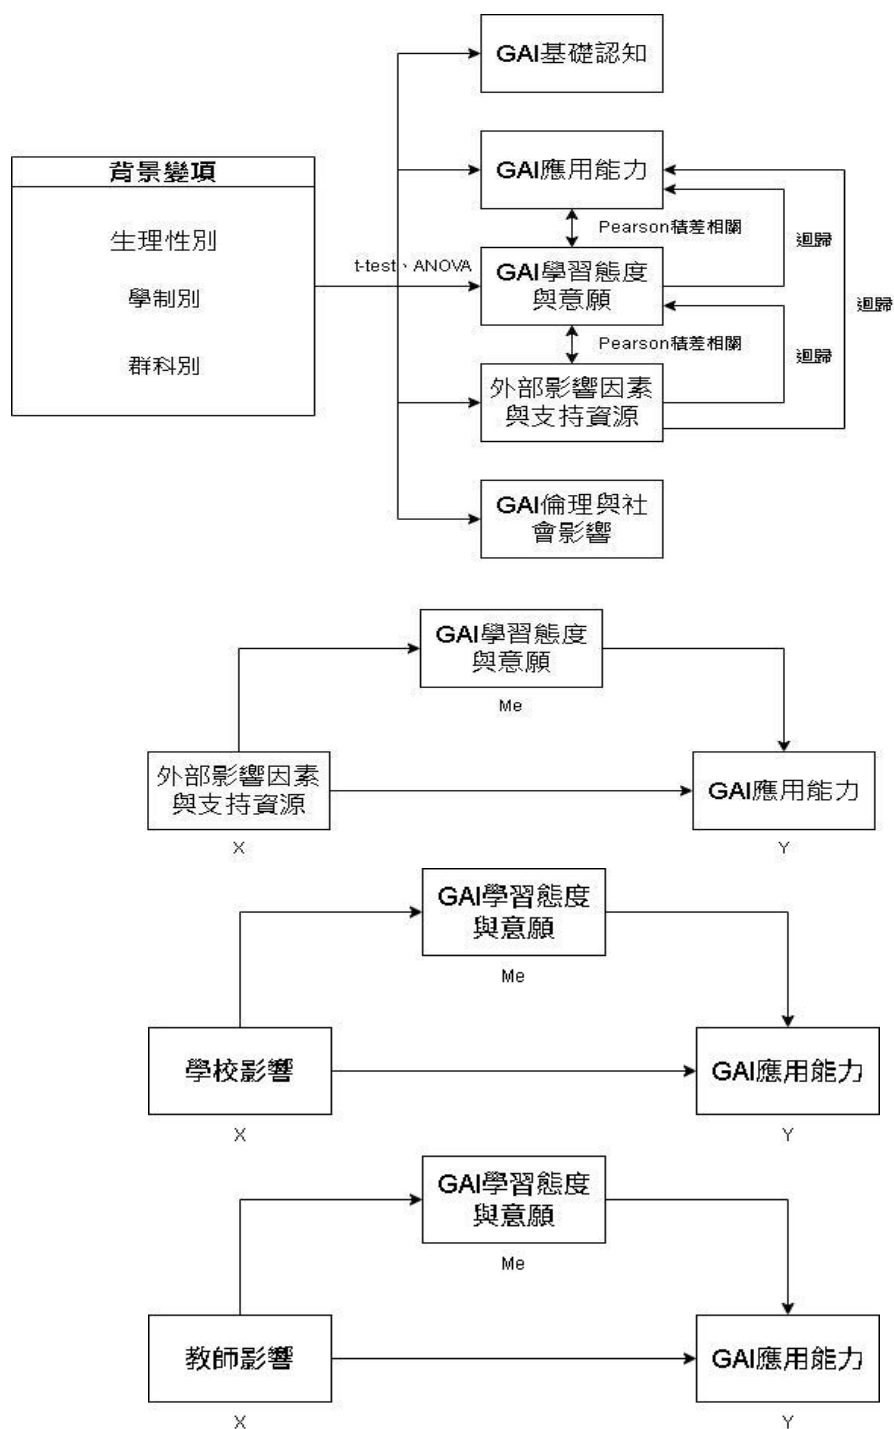 GAI基礎認知
背景變項
生理性別
學制別
群科別
t-test、ANOVA
GAI應用能力
Pearson積差相關
迴歸
GAI學習態度
與意願
迴歸
Pearson積差相關
迴歸
外部影響因素
與支持資源
GAI倫理與社
會影響
GAI學習態度
與意願
Me
外部影響因素
與支持資源
X
GAI應用能力
Y
GAI學習態度
與意願
Me
學校影響
X
GAI應用能力
Y
GAI學習態度
與意願
Me
教師影響
X
GAI應用能力
Y